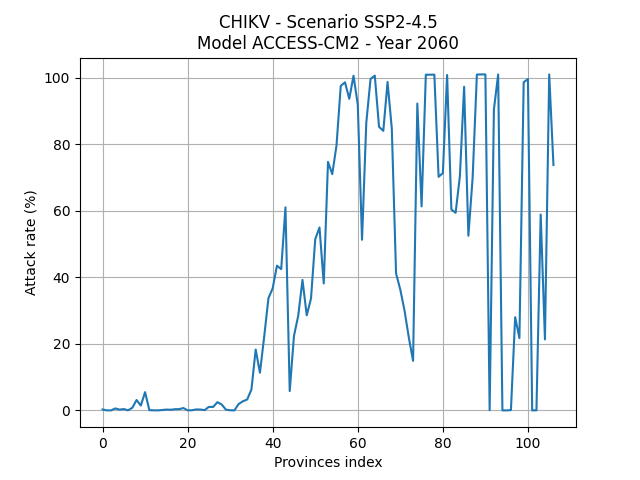 CHIKV - Scenario SSP2-4.5
Model ACCESS-CM2 - Year 2060
Attack rate (%)
100
80
60
40
20
0
0 20 40 60 80 100
Provinces index